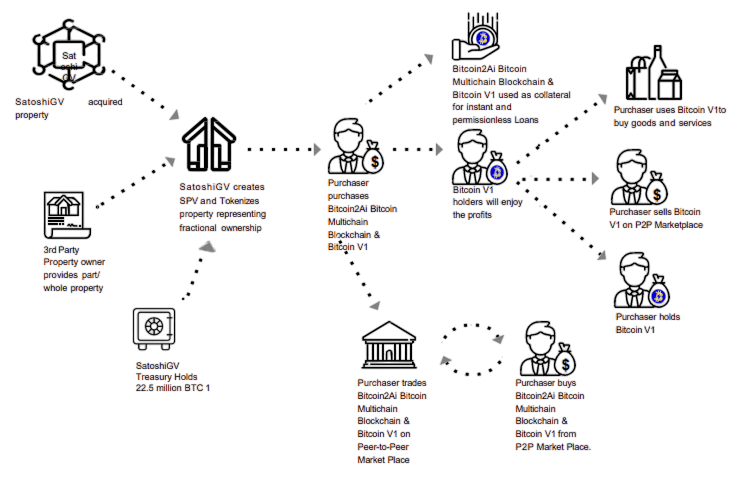 Sat
oshi
GV
SatoshiGV acquired
property
3rd Party
Property owner
provides part/
whole property
SatoshiGV
Treasury Holds
22.5 million BTC 1
SatoshiGV creates
SPV and Tokenizes
property representing
fractional ownership
$
Purchaser
purchases
Bitcoin2Ai Bitcoin
Multichain
Blockchain &
Bitcoin V1
Bitcoin2Ai Bitcoin
Multichain Blockchain &
Bitcoin V1 used as collateral
for instant and
permissionless Loans
Bitcoin V1
holders will enjoy
the profits
Purchaser uses Bitcoin V1to
buy goods and services
$
Purchaser sells Bitcoin
V1 on P2P Marketplace
Purchaser holds
Bitcoin V1
Purchaser trades
Bitcoin2Ai Bitcoin
Multichain
Blockchain &
Bitcoin V1 on
Peer-to-Peer
Market Place
$
Purchaser buys
Bitcoin2Ai Bitcoin
Multichain
Blockchain &
Bitcoin V1 from
P2P Market Place.